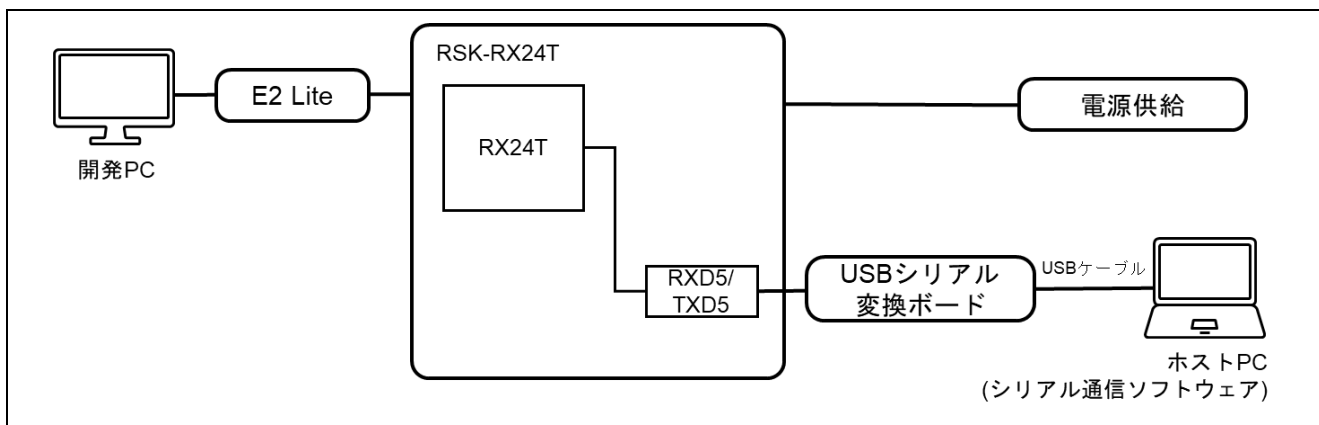 RSK-RX24T
E2 Lite
電源供給
RX24T
開発PC
RXD5/
TXD5
USBシリアル
変換ボード
USBケーブル
ホストPC
(シリアル通信ソフトウェア)